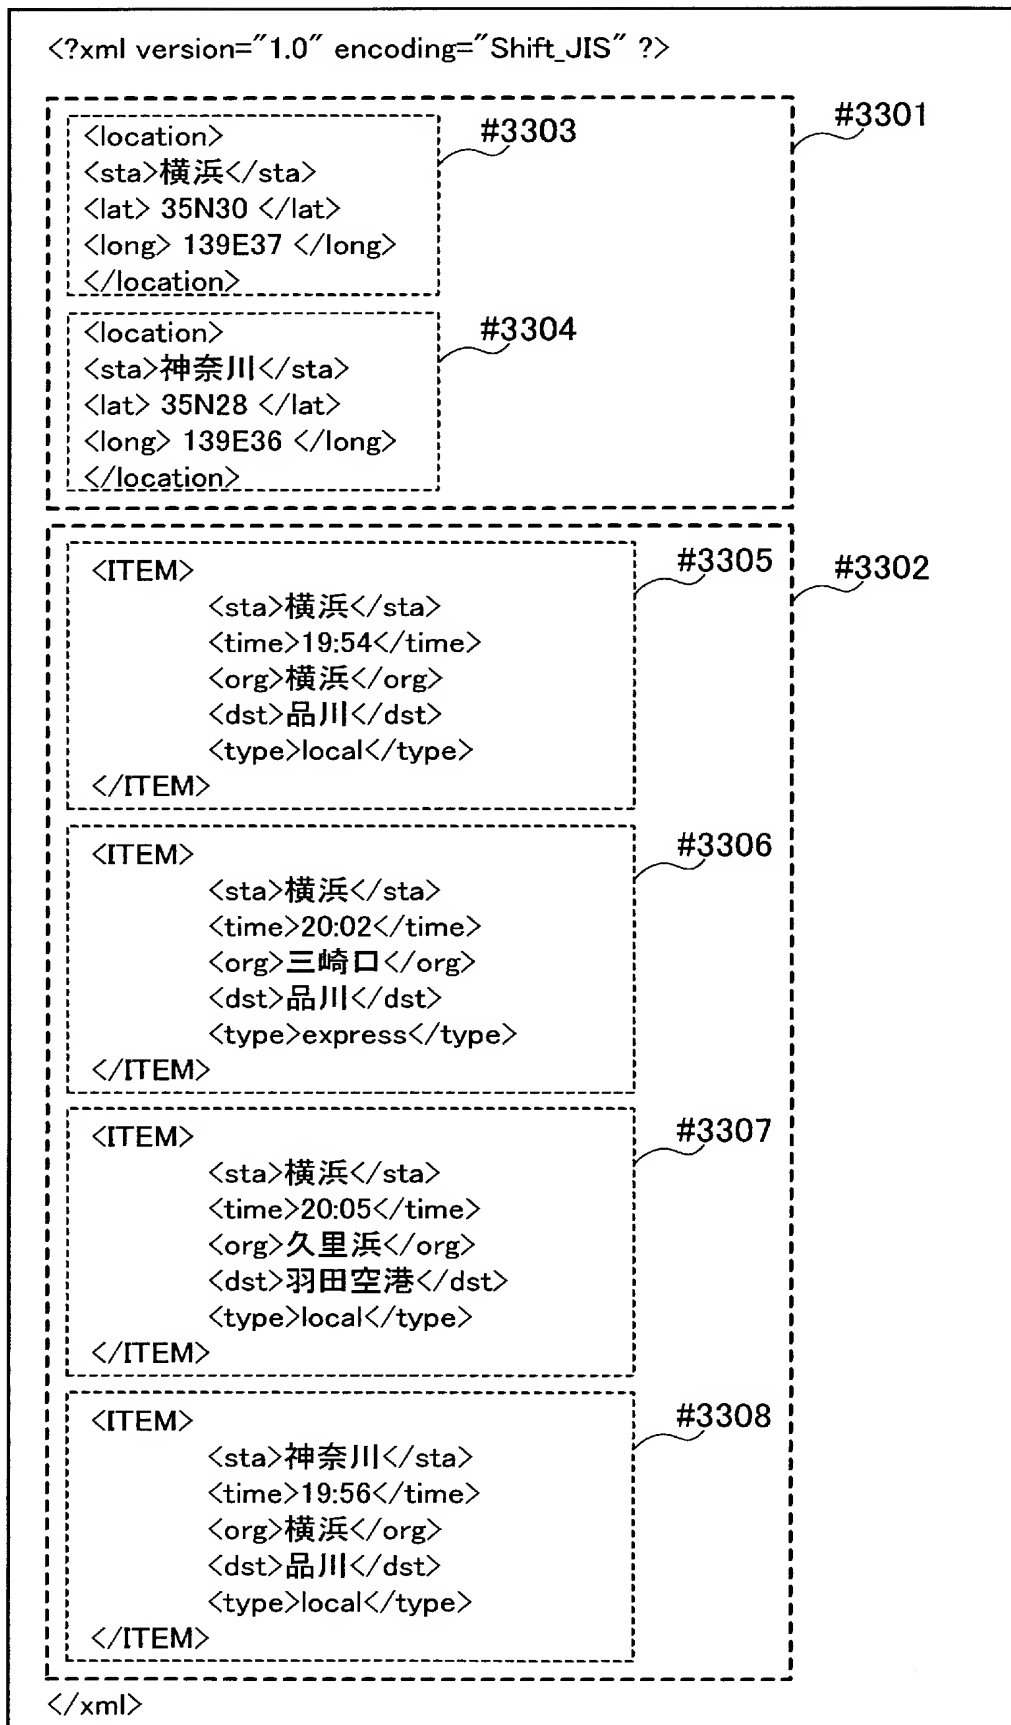 <?xml version="1.0" encoding="Shift_JIS" ?>
#3301
#3303
<location>
<sta>横浜</sta>
<lat> 35N30 </lat>
<long> 139E37 </long>
</location>
#3304
<location>
<sta>神奈川</sta>
<lat> 35N28 </lat>
<long> 139E36 </long>
</location>
#3302
#3305
<ITEM>
<sta>横浜</sta>
<time>19:54</time>
<org>横浜</org>
<dst>品川</dst>
<type>local</type>
</ITEM>
#3306
<ITEM>
<sta>横浜</sta>
<time>20:02</time>
<org>三崎口</org>
<dst>品川</dst>
<type>express</type>
</ITEM>
#3307
<ITEM>
<sta>横浜</sta>
<time>20:05</time>
<org>久里浜</org>
<dst>羽田空港</dst>
<type>local</type>
</ITEM>
#3308
<ITEM>
<sta>神奈川</sta>
<time>19:56</time>
<org>横浜</org>
<dst>品川</dst>
<type>local</type>
</ITEM>
</xml>